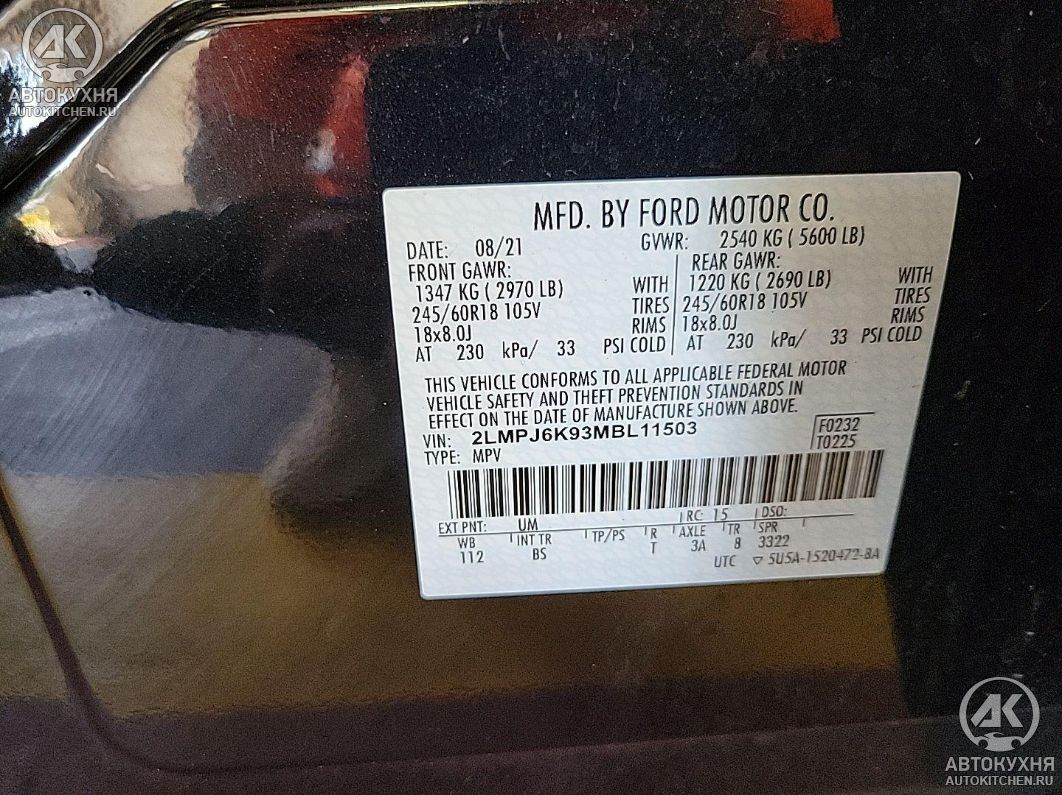 АК
АВТОКУХНЯ
AUTOKITCHEN.RU
MFD. BY FORD MOTOR CO.
DATE: 08/21 GVWR: 2540 KG ( 5600 LB)
FRONT GAWR: REAR GAWR:
1347 KG ( 2970 LB) WITH 1220 KG ( 2690 LB) WITH
245/60R18 105V TIRES 245/60R18 105V TIRES
18x8.0J RIMS 18x8.0J RIMS
AT 230 kPa/ 33 PSI COLD AT 230 kPa/ 33 PSI COLD
THIS VEHICLE CONFORMS TO ALL APPLICABLE FEDERAL MOTOR
VEHICLE SAFETY AND THEFT PREVENTION STANDARDS IN
EFFECT ON THE DATE OF MANUFACTURE SHOWN ABOVE.
VIN: 2LMPJ6K93MBL11503 F0232
TYPE: MPV T0225
EXT PNT: UM RC: 15 DSO:
WB INT TR TP/PS R AXLE TR SPR
112 BS T 3A 8 3322
UTC ▽ 5U5A-1520472-BA
АК
АВТОКУХНЯ
AUTOKITCHEN.RU